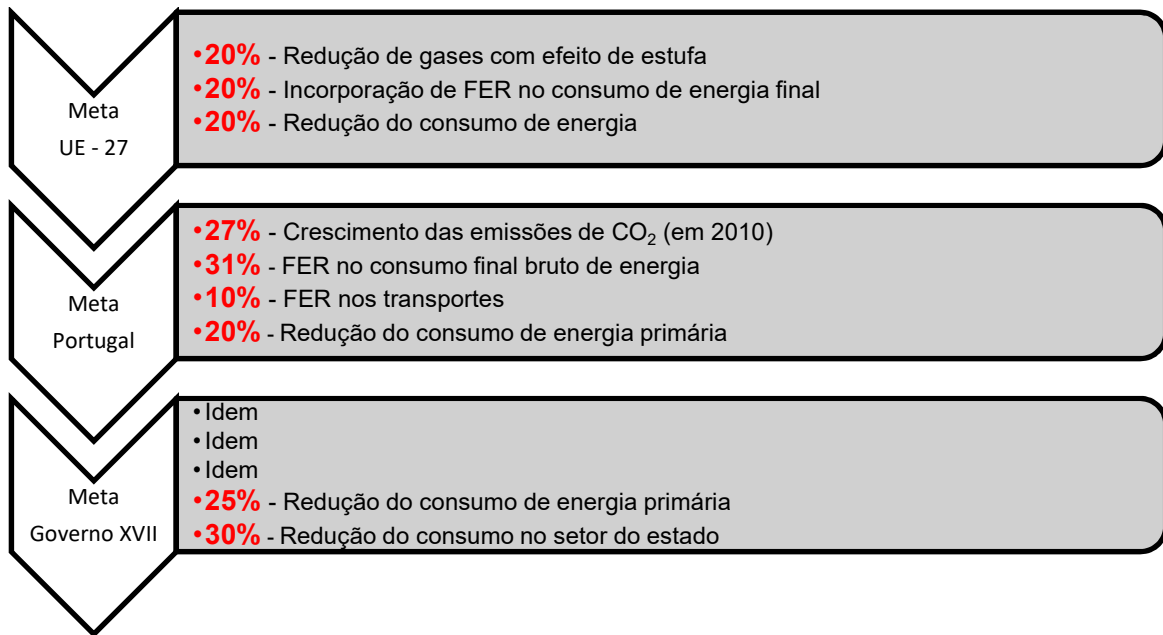 Meta
UE - 27
•20% - Redução de gases com efeito de estufa
•20% - Incorporação de FER no consumo de energia final
•20% - Redução do consumo de energia
Meta
Portugal
•27% - Crescimento das emissões de CO₂ (em 2010)
•31% - FER no consumo final bruto de energia
•10% - FER nos transportes
•20% - Redução do consumo de energia primária
Meta
Governo XVII
•Idem
•Idem
•Idem
•25% - Redução do consumo de energia primária
•30% - Redução do consumo no setor do estado